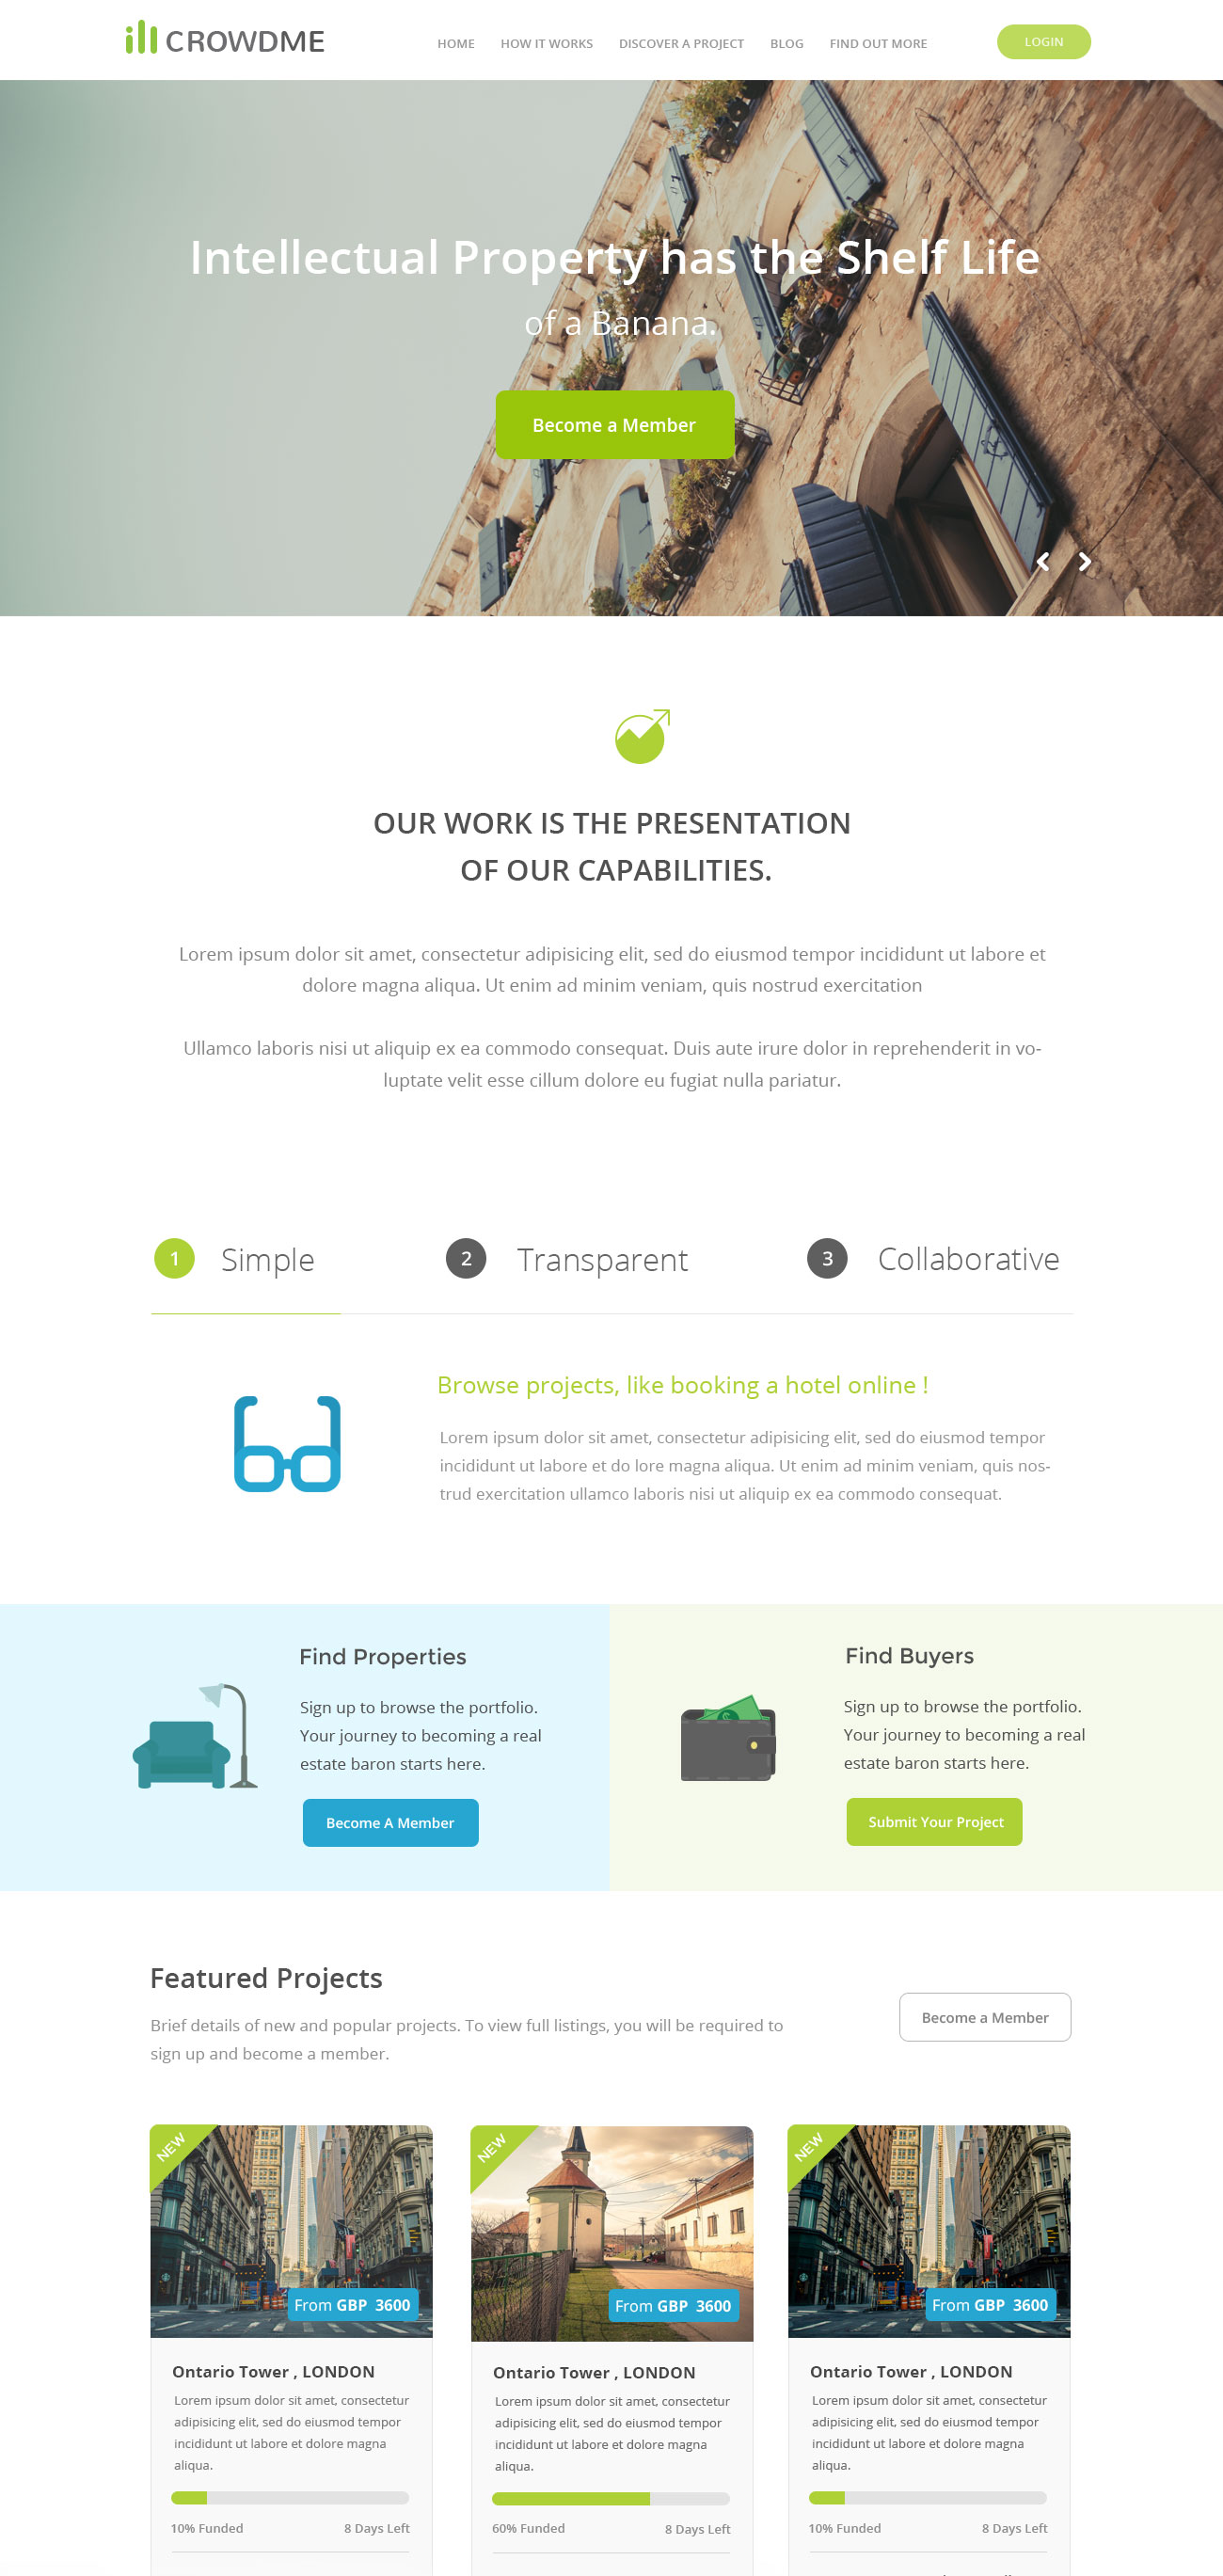 CROWDME
HOME HOW IT WORKS DISCOVER A PROJECT BLOG FIND OUT MORE LOGIN
Intellectual Property has the Shelf Life
of a Banana.
Become a Member
OUR WORK IS THE PRESENTATION
OF OUR CAPABILITIES.
Lorem ipsum dolor sit amet, consectetur adipisicing elit, sed do eiusmod tempor incididunt ut labore et
dolore magna aliqua. Ut enim ad minim veniam, quis nostrud exercitation
Ullamco laboris nisi ut aliquip ex ea commodo consequat. Duis aute irure dolor in reprehenderit in vo-
luptate velit esse cillum dolore eu fugiat nulla pariatur.
1 Simple 2 Transparent 3 Collaborative
Browse projects, like booking a hotel online !
Lorem ipsum dolor sit amet, consectetur adipisicing elit, sed do eiusmod tempor
incididunt ut labore et do lore magna aliqua. Ut enim ad minim veniam, quis nos-
trud exercitation ullamco laboris nisi ut aliquip ex ea commodo consequat.
Find Properties
Sign up to browse the portfolio.
Your journey to becoming a real
estate baron starts here.
Become A Member
Find Buyers
Sign up to browse the portfolio.
Your journey to becoming a real
estate baron starts here.
Submit Your Project
Featured Projects
Brief details of new and popular projects. To view full listings, you will be required to
sign up and become a member.
Become a Member
NEW
From GBP 3600
Ontario Tower , LONDON
Lorem ipsum dolor sit amet, consectetur
adipisicing elit, sed do eiusmod tempor
incididunt ut labore et dolore magna
aliqua.
10% Funded 8 Days Left
NEW
From GBP 3600
Ontario Tower , LONDON
Lorem ipsum dolor sit amet, consectetur
adipisicing elit, sed do eiusmod tempor
incididunt ut labore et dolore magna
aliqua.
60% Funded 8 Days Left
NEW
From GBP 3600
Ontario Tower , LONDON
Lorem ipsum dolor sit amet, consectetur
adipisicing elit, sed do eiusmod tempor
incididunt ut labore et dolore magna
aliqua.
10% Funded 8 Days Left